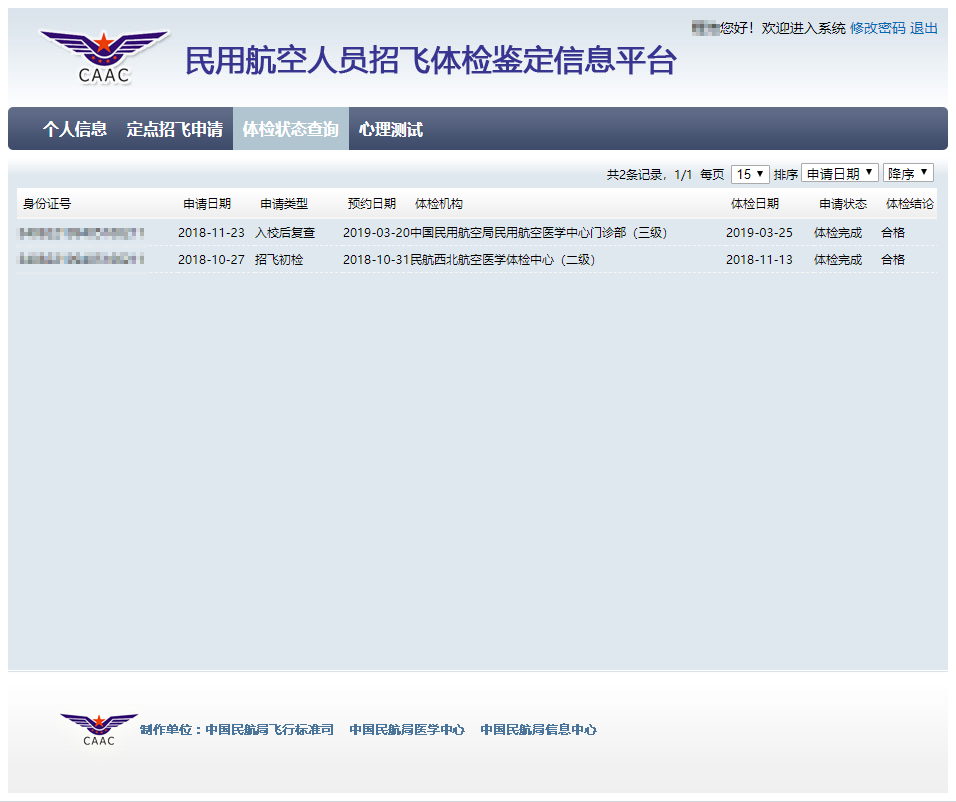 您好！欢迎进入系统 修改密码 退出
CAAC
民用航空人员招飞体检鉴定信息平台
个人信息 定点招飞申请 体检状态查询 心理测试
共2条记录，1/1 每页 15 排序 申请日期 降序
身份证号 申请日期 申请类型 预约日期 体检机构 体检日期 申请状态 体检结论
2018-11-23 入校后复查 2019-03-20中国民用航空局民用航空医学中心门诊部（三级） 2019-03-25 体检完成 合格
2018-10-27 招飞初检 2018-10-31民航西北航空医学体检中心（二级） 2018-11-13 体检完成 合格
CAAC
制作单位：中国民航局飞行标准司 中国民航局医学中心 中国民航局信息中心